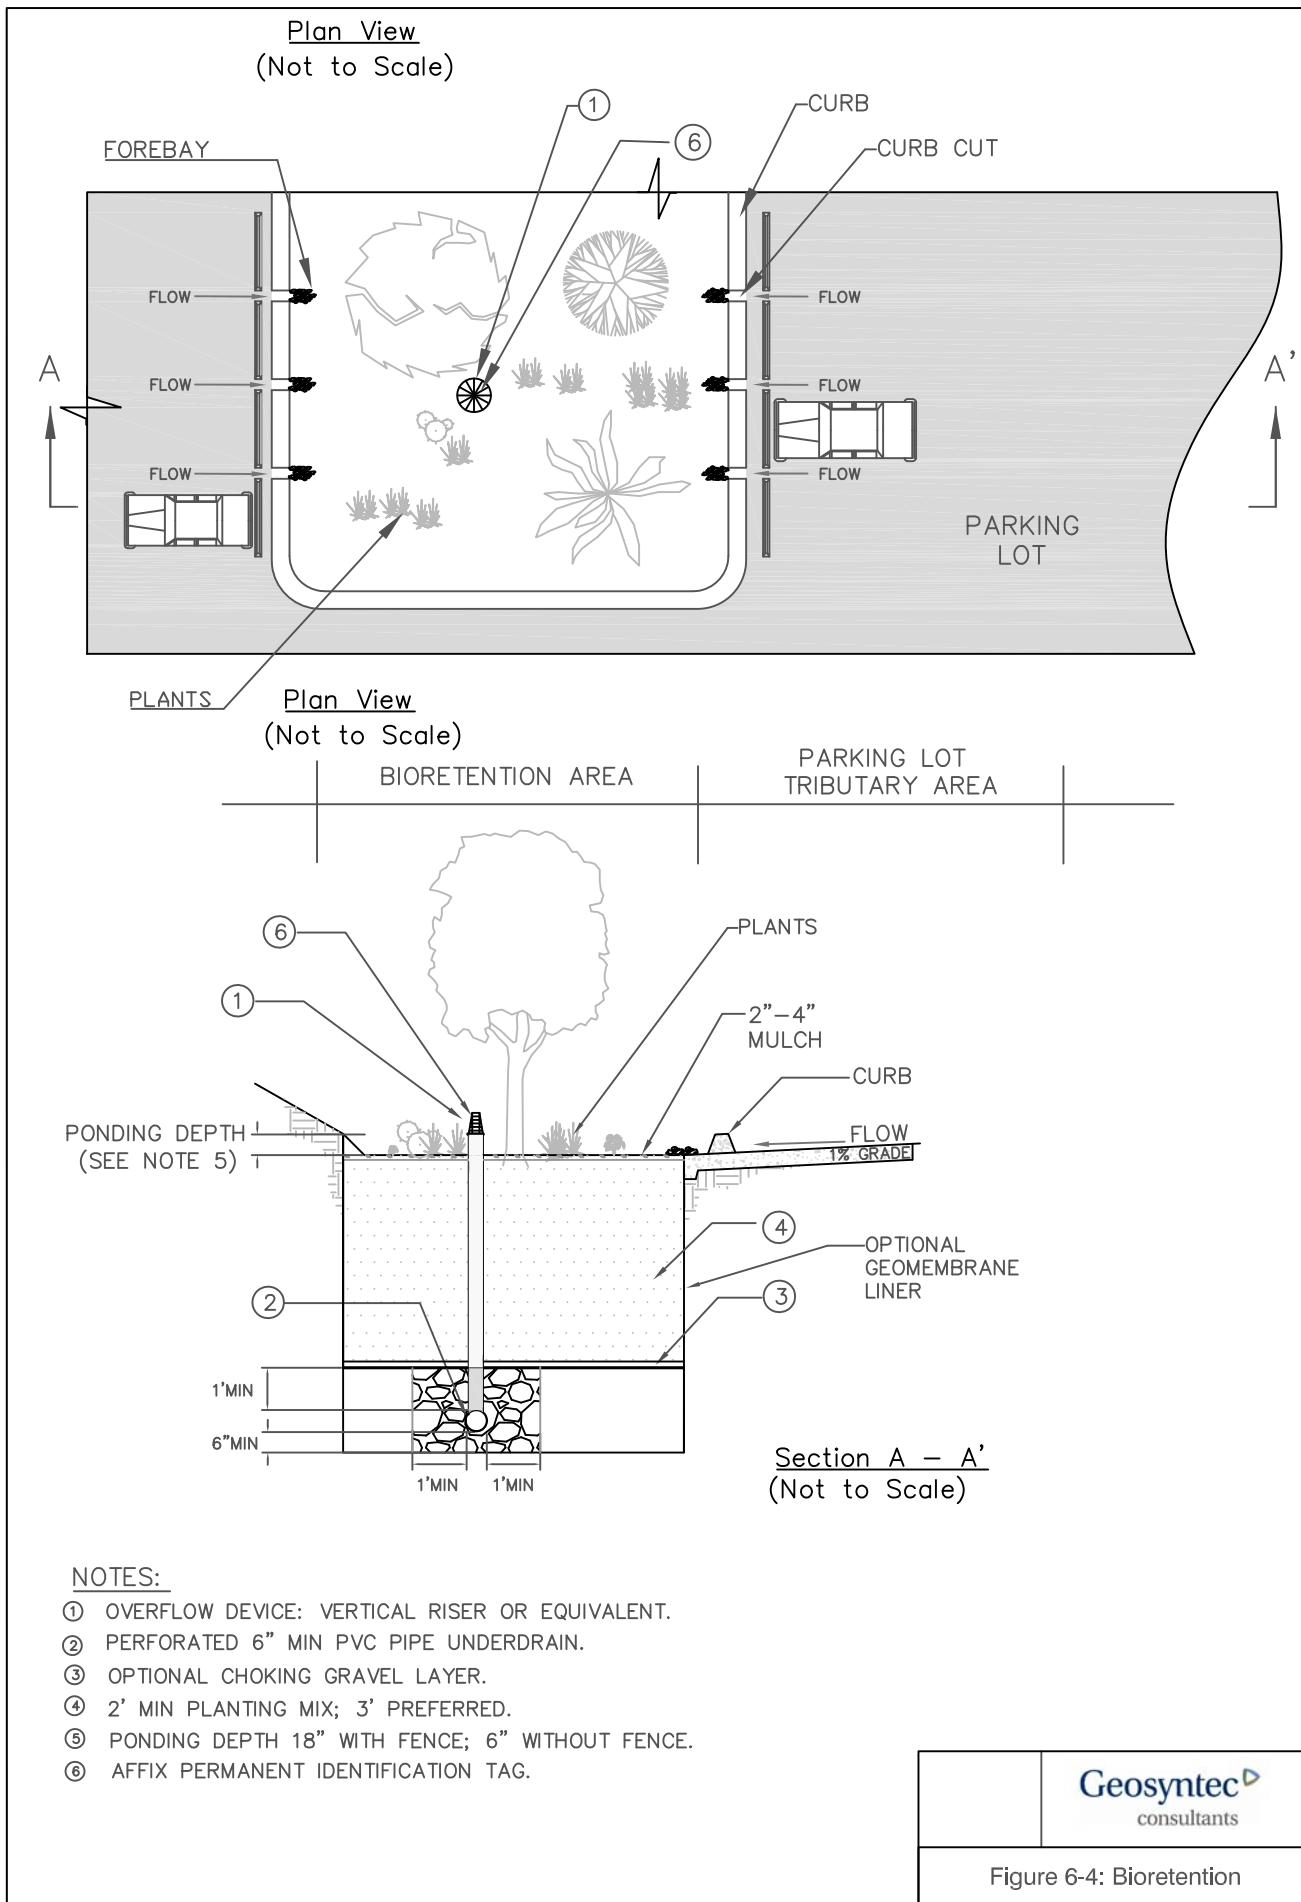 Plan View
(Not to Scale)
1
CURB
6
CURB CUT
FOREBAY
FLOW
FLOW
A
FLOW
FLOW
A'
FLOW
FLOW
PARKING
LOT
PLANTS
Plan View
(Not to Scale)
BIORETENTION AREA
PARKING LOT
TRIBUTARY AREA
6
PLANTS
1
2"-4"
MULCH
CURB
PONDING DEPTH
(SEE NOTE 5)
FLOW
1% GRADE
4
OPTIONAL
GEOMEMBRANE
LINER
2
3
1'MIN
6"MIN
1'MIN
1'MIN
Section A - A'
(Not to Scale)
NOTES:
1 OVERFLOW DEVICE: VERTICAL RISER OR EQUIVALENT.
2 PERFORATED 6" MIN PVC PIPE UNDERDRAIN.
3 OPTIONAL CHOKING GRAVEL LAYER.
4 2' MIN PLANTING MIX; 3' PREFERRED.
5 PONDING DEPTH 18" WITH FENCE; 6" WITHOUT FENCE.
6 AFFIX PERMANENT IDENTIFICATION TAG.
Geosyntec
consultants
Figure 6-4: Bioretention